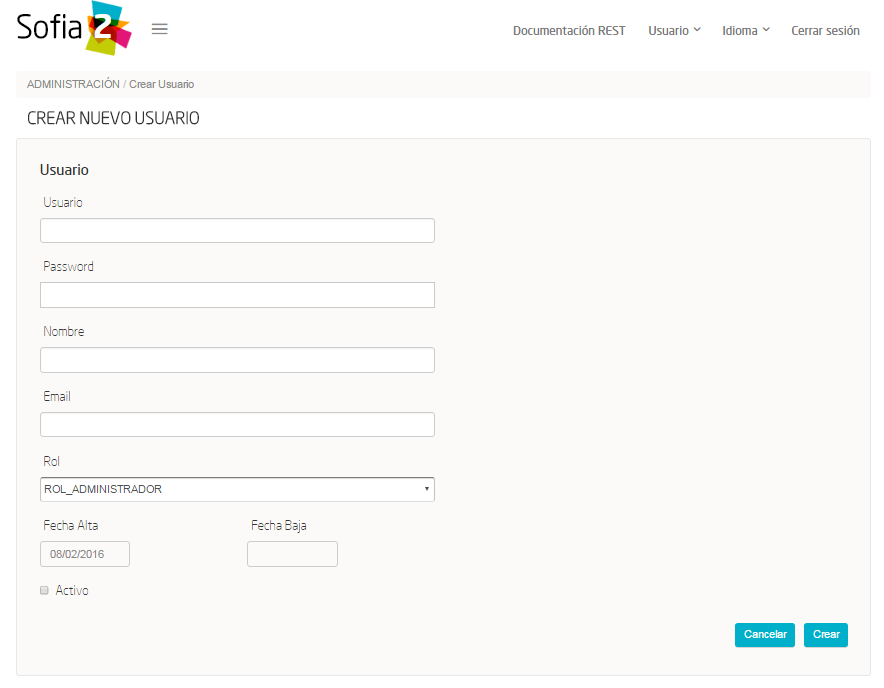 Sofia2
Documentación REST Usuario Idioma Cerrar sesión
ADMINISTRACIÓN / Crear Usuario
CREAR NUEVO USUARIO
Usuario
Usuario
Password
Nombre
Email
Rol
ROL_ADMINISTRADOR
Fecha Alta Fecha Baja
08/02/2016
Activo
Cancelar Crear